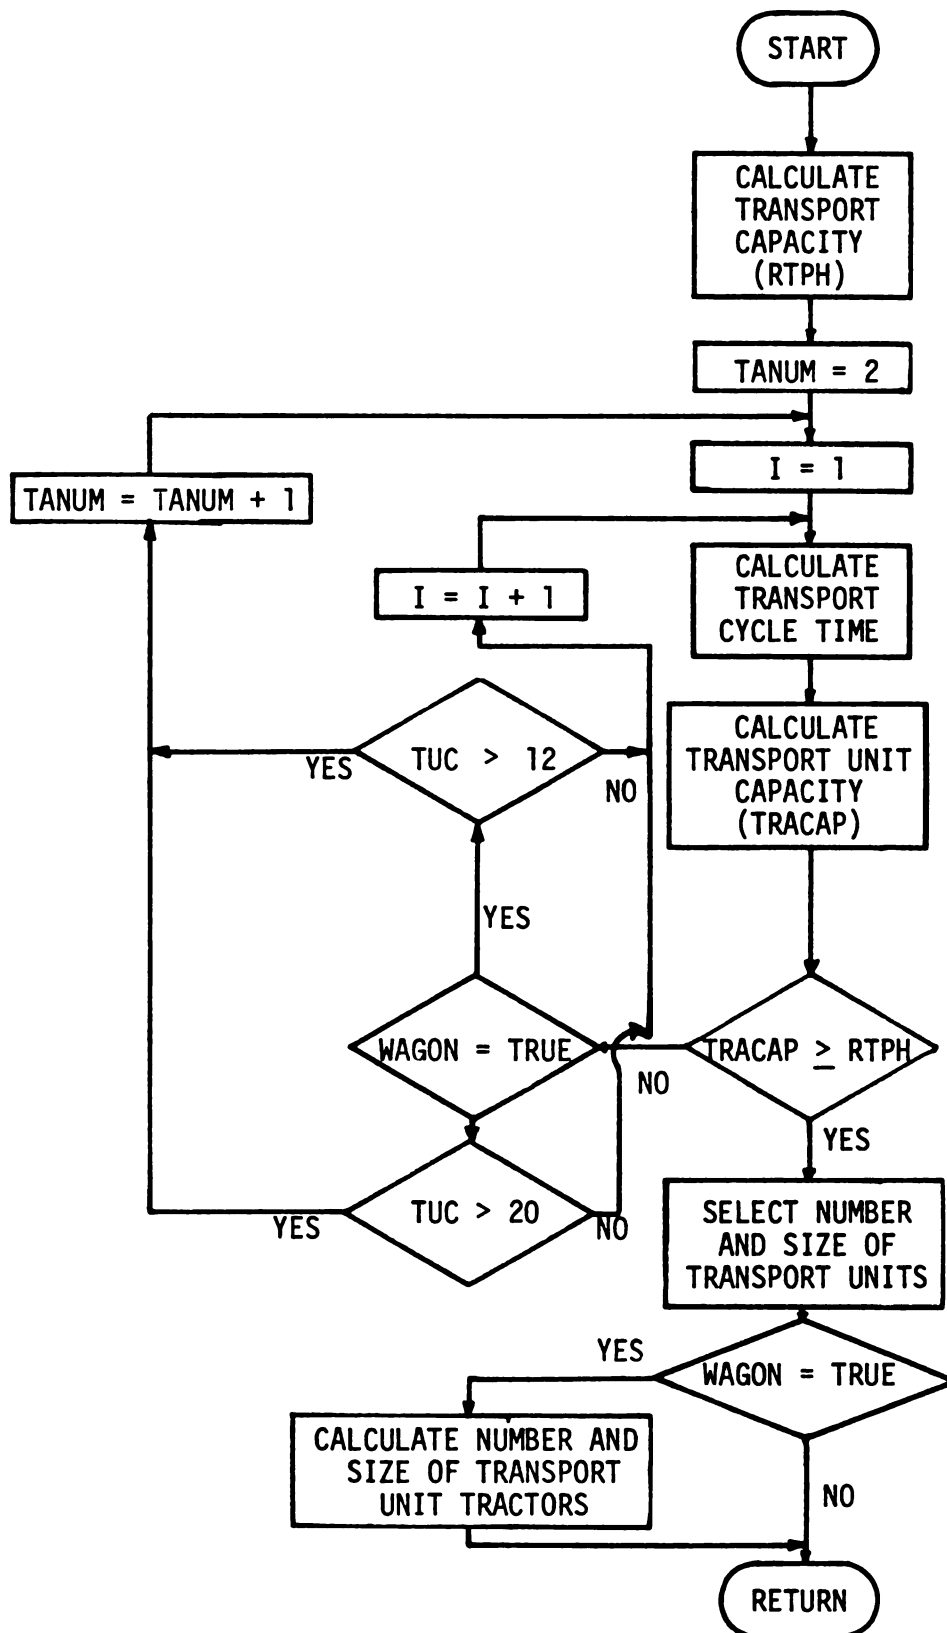 START
CALCULATE
TRANSPORT
CAPACITY
(RTPH)
TANUM = 2
I = 1
TANUM = TANUM + 1
I = I + 1
CALCULATE
TRANSPORT
CYCLE TIME
CALCULATE
TRANSPORT UNIT
CAPACITY
(TRACAP)
TUC > 12
YES
NO
YES
WAGON = TRUE
TRACAP ≥ RTPH
NO
YES
TUC > 20
YES
NO
SELECT NUMBER
AND SIZE OF
TRANSPORT UNITS
YES
WAGON = TRUE
CALCULATE NUMBER AND
SIZE OF TRANSPORT
UNIT TRACTORS
NO
RETURN